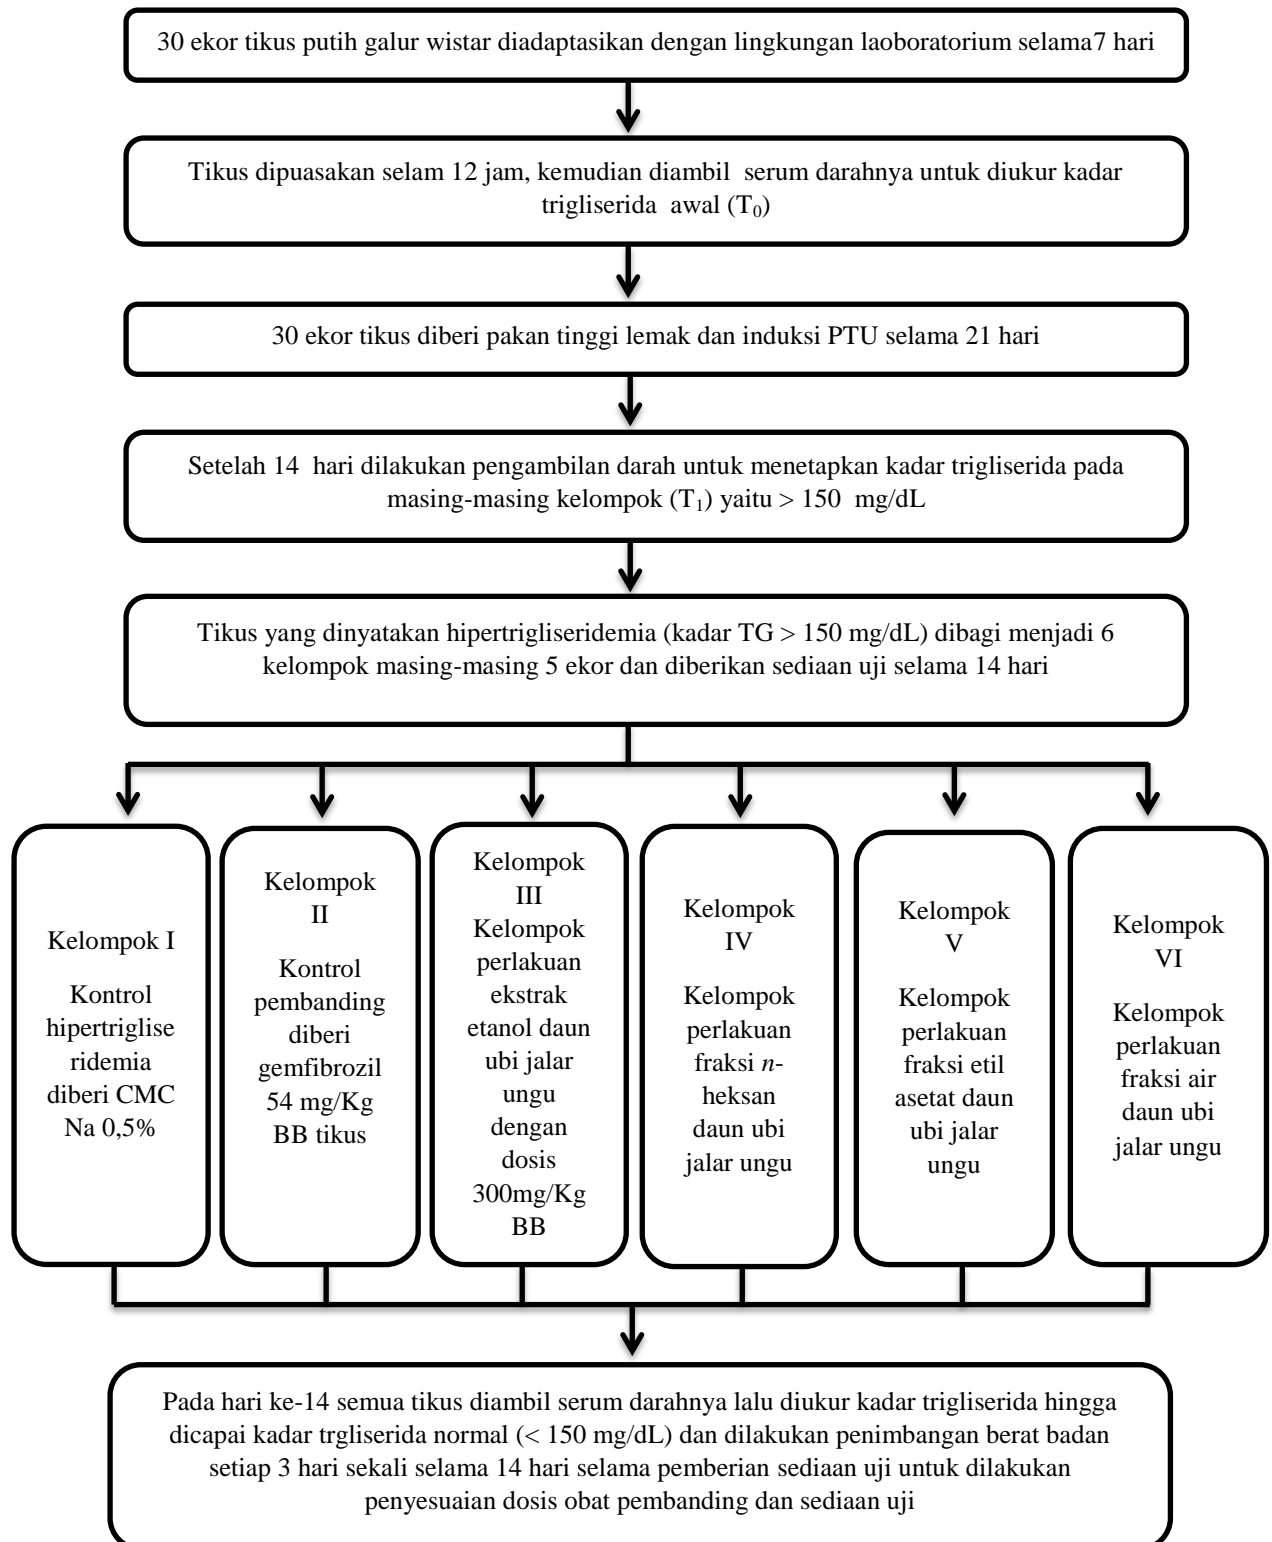 30 ekor tikus putih galur wistar diadaptasikan dengan lingkungan laoboratorium selama7 hari
Tikus dipuasakan selam 12 jam, kemudian diambil serum darahnya untuk diukur kadar
trigliserida awal (T₀)
30 ekor tikus diberi pakan tinggi lemak dan induksi PTU selama 21 hari
Setelah 14 hari dilakukan pengambilan darah untuk menetapkan kadar trigliserida pada
masing-masing kelompok (T₁) yaitu > 150 mg/dL
Tikus yang dinyatakan hipertrigliseridemia (kadar TG > 150 mg/dL) dibagi menjadi 6
kelompok masing-masing 5 ekor dan diberikan sediaan uji selama 14 hari
Kelompok I
Kontrol
hipertriglise
ridemia
diberi CMC
Na 0,5%
Kelompok
II
Kontrol
pembanding
diberi
gemfibrozil
54 mg/Kg
BB tikus
Kelompok
III
Kelompok
perlakuan
ekstrak
etanol daun
ubi jalar
ungu
dengan
dosis
300mg/Kg
BB
Kelompok
IV
Kelompok
perlakuan
fraksi n-
heksan
daun ubi
jalar ungu
Kelompok
V
Kelompok
perlakuan
fraksi etil
asetat daun
ubi jalar
ungu
Kelompok
VI
Kelompok
perlakuan
fraksi air
daun ubi
jalar ungu
Pada hari ke-14 semua tikus diambil serum darahnya lalu diukur kadar trigliserida hingga
dicapai kadar trgliserida normal (< 150 mg/dL) dan dilakukan penimbangan berat badan
setiap 3 hari sekali selama 14 hari selama pemberian sediaan uji untuk dilakukan
penyesuaian dosis obat pembanding dan sediaan uji